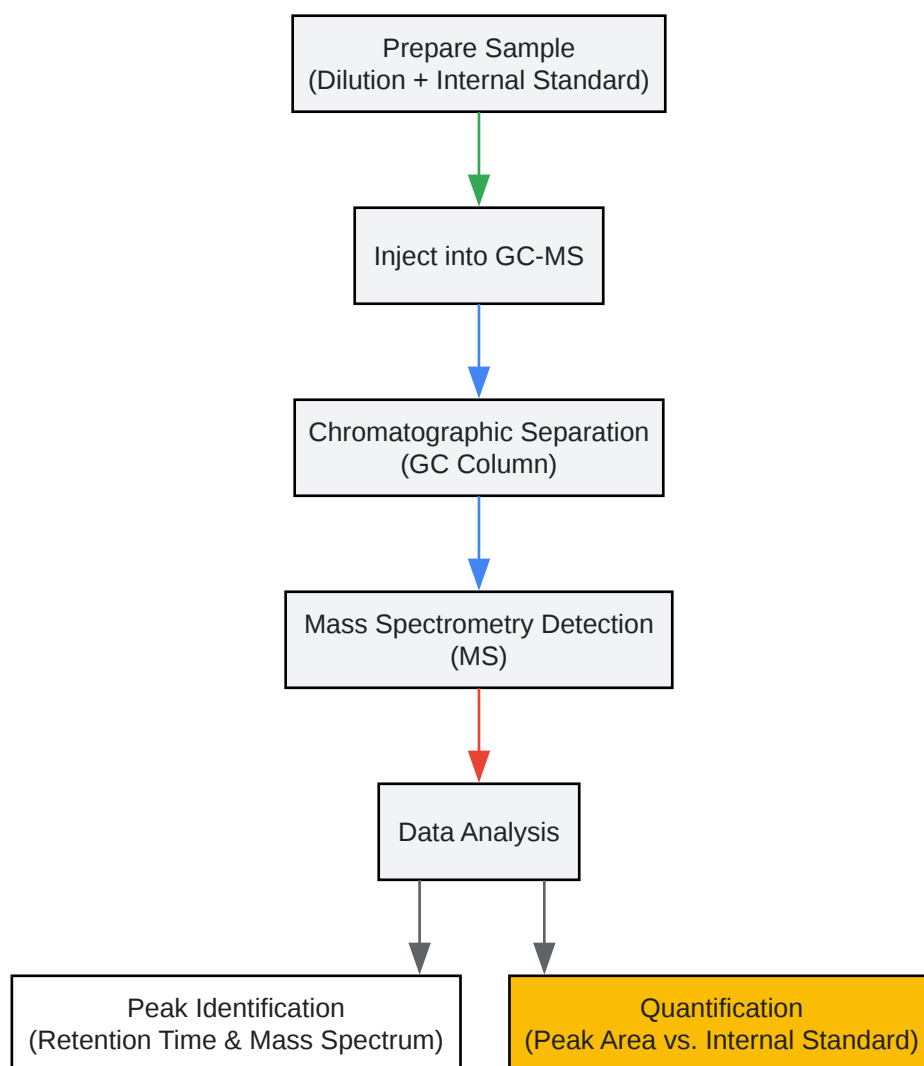 Prepare Sample
(Dilution + Internal Standard)
Inject into GC-MS
Chromatographic Separation
(GC Column)
Mass Spectrometry Detection
(MS)
Data Analysis
Peak Identification
(Retention Time & Mass Spectrum)
Quantification
(Peak Area vs. Internal Standard)